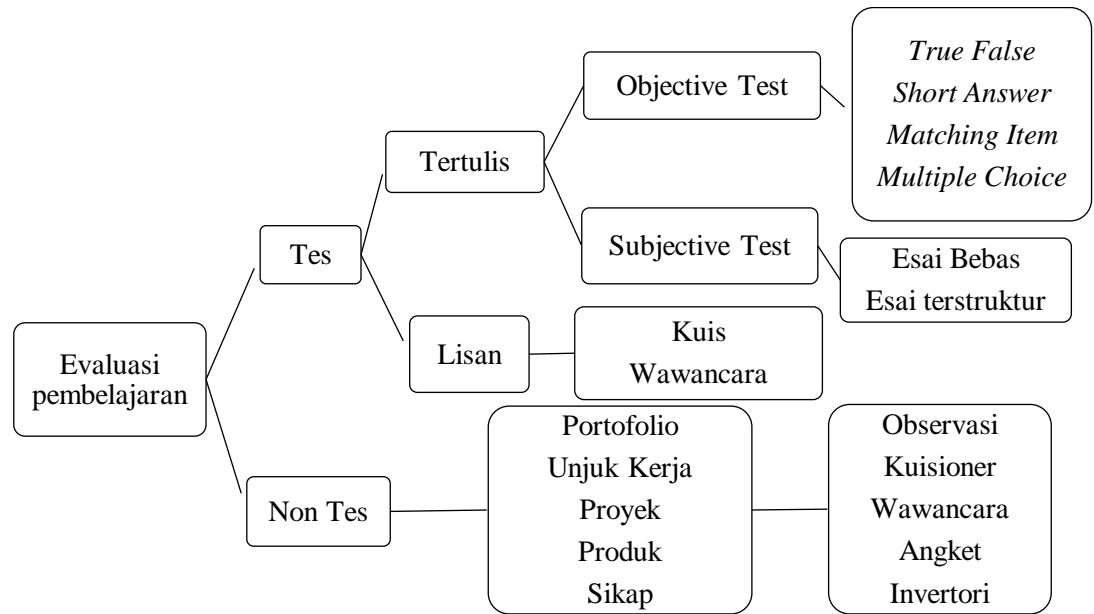 Evaluasi
pembelajaran
Tes
Tertulis
Objective Test
True False
Short Answer
Matching Item
Multiple Choice
Subjective Test
Esai Bebas
Esai terstruktur
Lisan
Kuis
Wawancara
Non Tes
Portofolio
Unjuk Kerja
Proyek
Produk
Sikap
Observasi
Kuisioner
Wawancara
Angket
Invertori